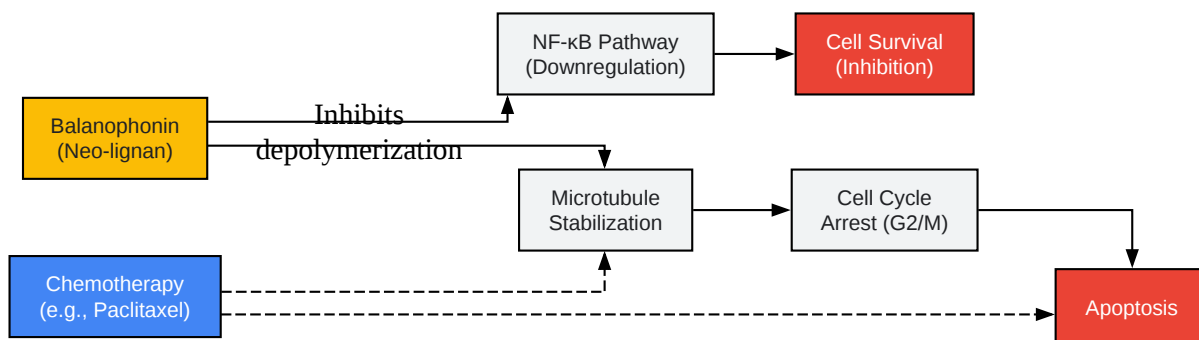 NF-κB Pathway
(Downregulation)
Cell Survival
(Inhibition)
Balanophonin
(Neo-lignan)
Inhibits
depolymerization
Microtubule
Stabilization
Cell Cycle
Arrest (G2/M)
Chemotherapy
(e.g., Paclitaxel)
Apoptosis